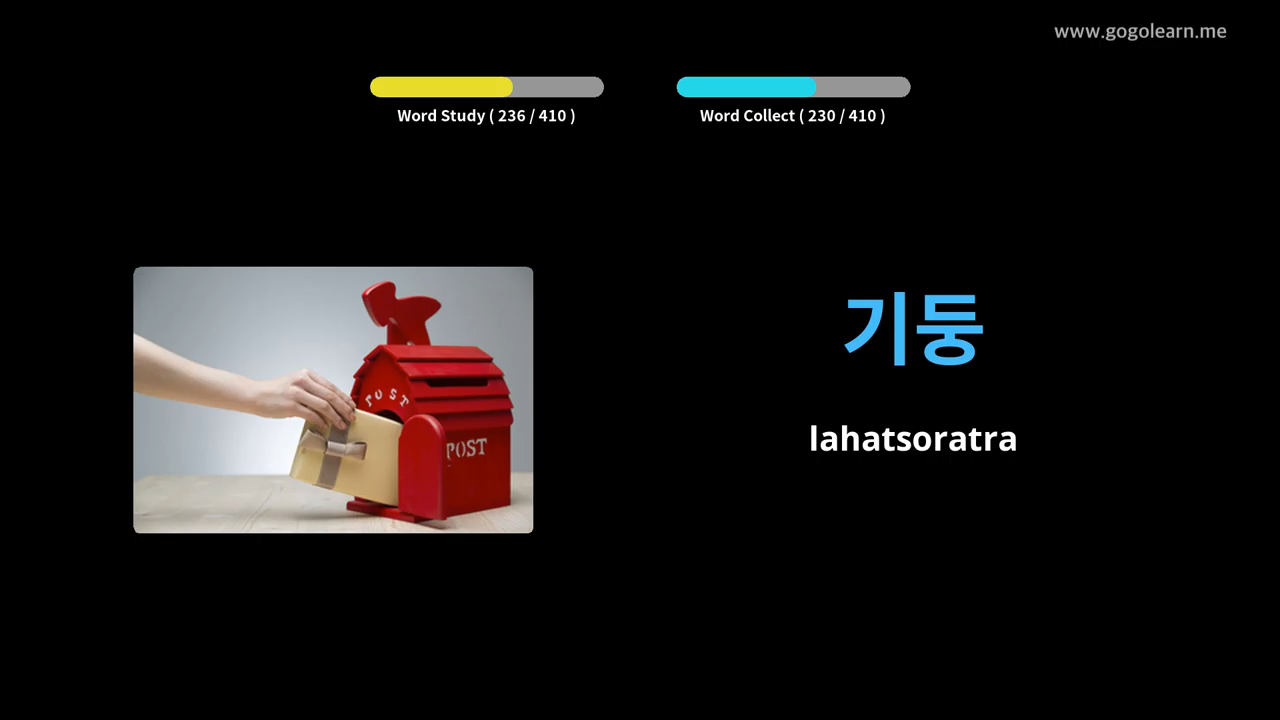 www.gogolearn.me
Word Study ( 236 / 410 )
Word Collect ( 230 / 410 )
POST
POST
기둥
lahatsoratra